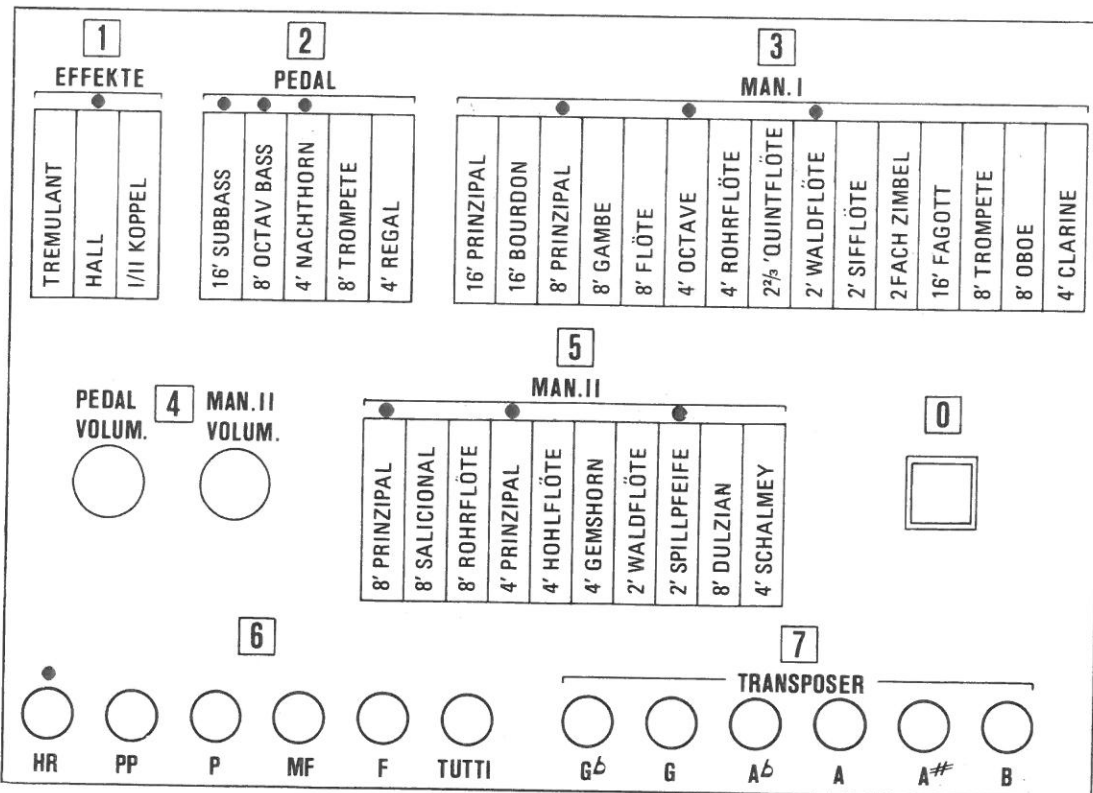 1
EFFEKTE
TREMULANT
HALL
I/II KOPPEL
2
PEDAL
16' SUBBASS
8' OCTAV BASS
4' NACHTHORN
8' TROMPETE
4' REGAL
3
MAN. I
16' PRINZIPAL
16' BOURDON
8' PRINZIPAL
8' GAMBE
8' FLÖTE
4' OCTAVE
4' ROHRFLÖTE
2⅔ 'QUINTFLÖTE
2' WALDFLÖTE
2' SIFFLÖTE
2 FACH ZIMBEL
16' FAGOTT
8' TROMPETE
8' OBOE
4' CLARINE
4
PEDAL
VOLUM.
MAN.II
VOLUM.
5
MAN.II
8' PRINZIPAL
8' SALICIONAL
8' ROHRFLÖTE
4' PRINZIPAL
4' HOHLFLÖTE
4' GEMSHORN
2' WALDFLÖTE
2' SPILLPFEIFE
8' DULZIAN
4' SCHALMEY
0
6
HR PP P MF F TUTTI
7
TRANSPOSER
G♭ G A♭ A A# B